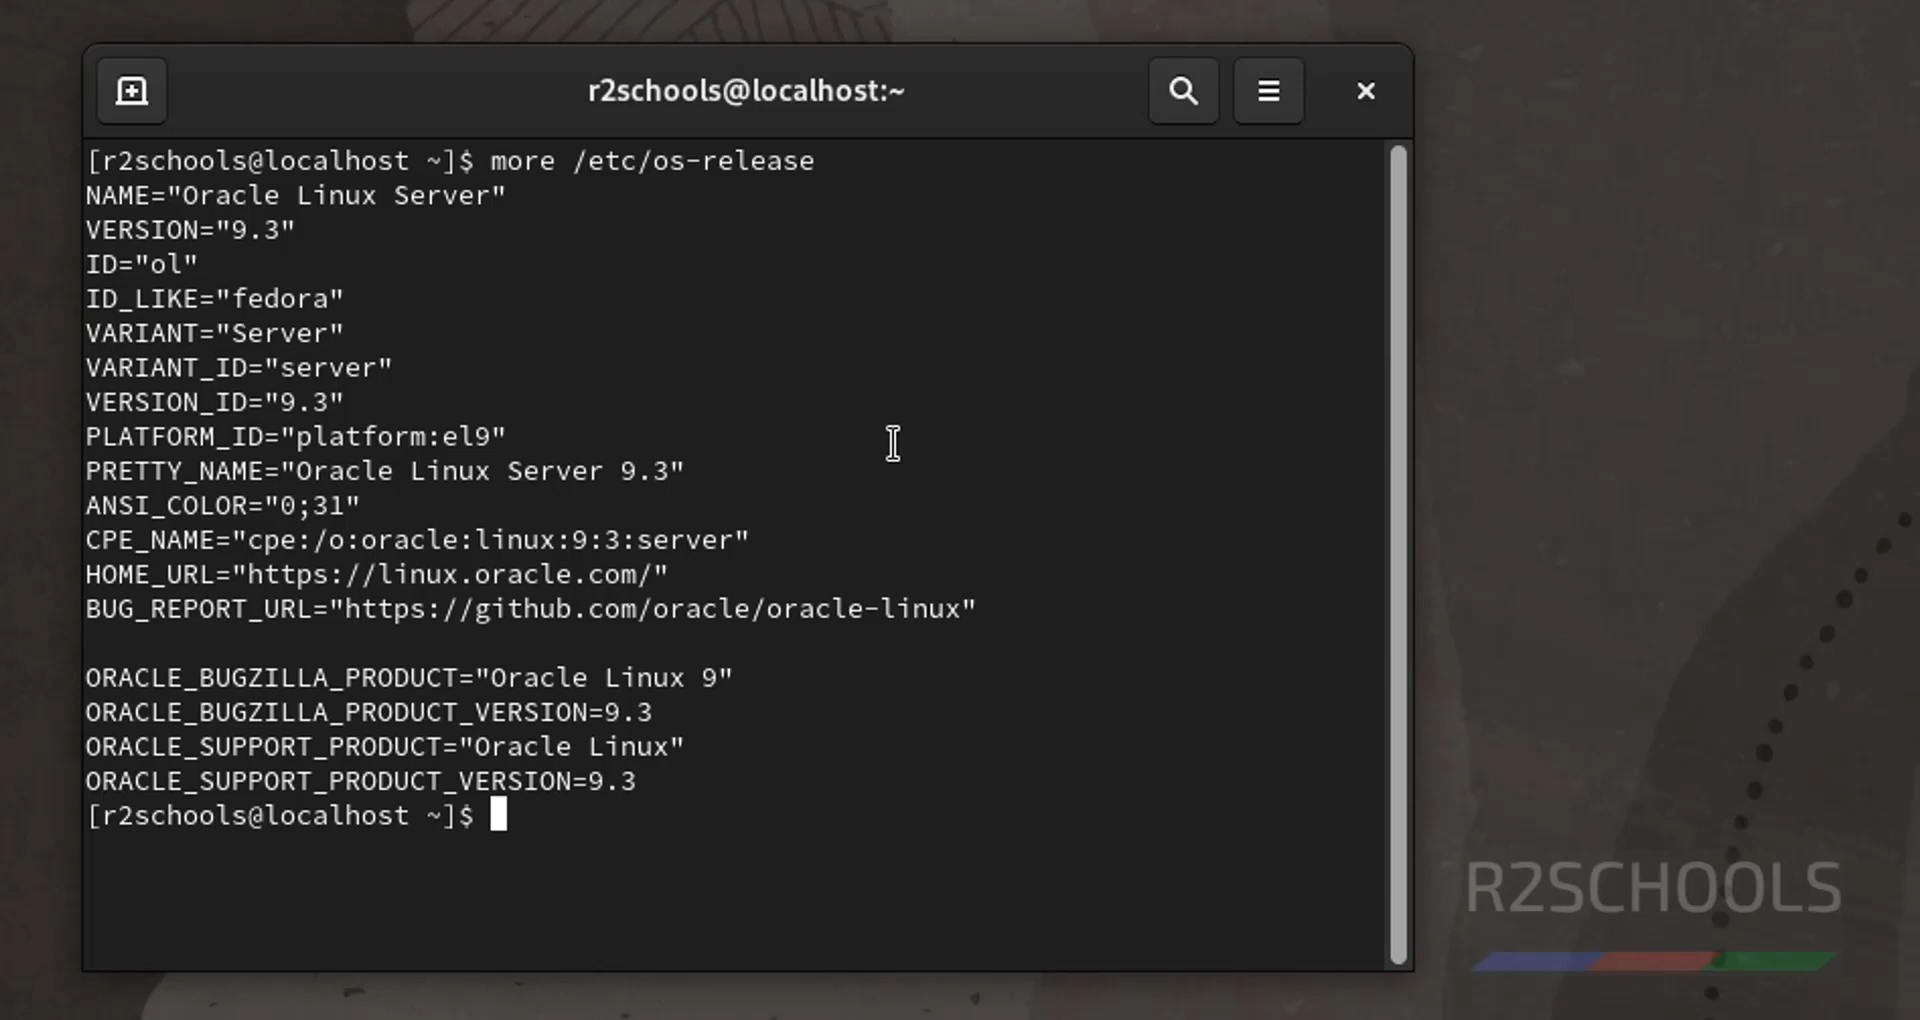 r2schools@localhost:~
[r2schools@localhost ~]$ more /etc/os-release
NAME="Oracle Linux Server"
VERSION="9.3"
ID="ol"
ID_LIKE="fedora"
VARIANT="Server"
VARIANT_ID="server"
VERSION_ID="9.3"
PLATFORM_ID="platform:el9"
PRETTY_NAME="Oracle Linux Server 9.3"
ANSI_COLOR="0;31"
CPE_NAME="cpe:/o:oracle:linux:9:3:server"
HOME_URL="https://linux.oracle.com/"
BUG_REPORT_URL="https://github.com/oracle/oracle-linux"
ORACLE_BUGZILLA_PRODUCT="Oracle Linux 9"
ORACLE_BUGZILLA_PRODUCT_VERSION=9.3
ORACLE_SUPPORT_PRODUCT="Oracle Linux"
ORACLE_SUPPORT_PRODUCT_VERSION=9.3
[r2schools@localhost ~]$
R2SCHOOLS